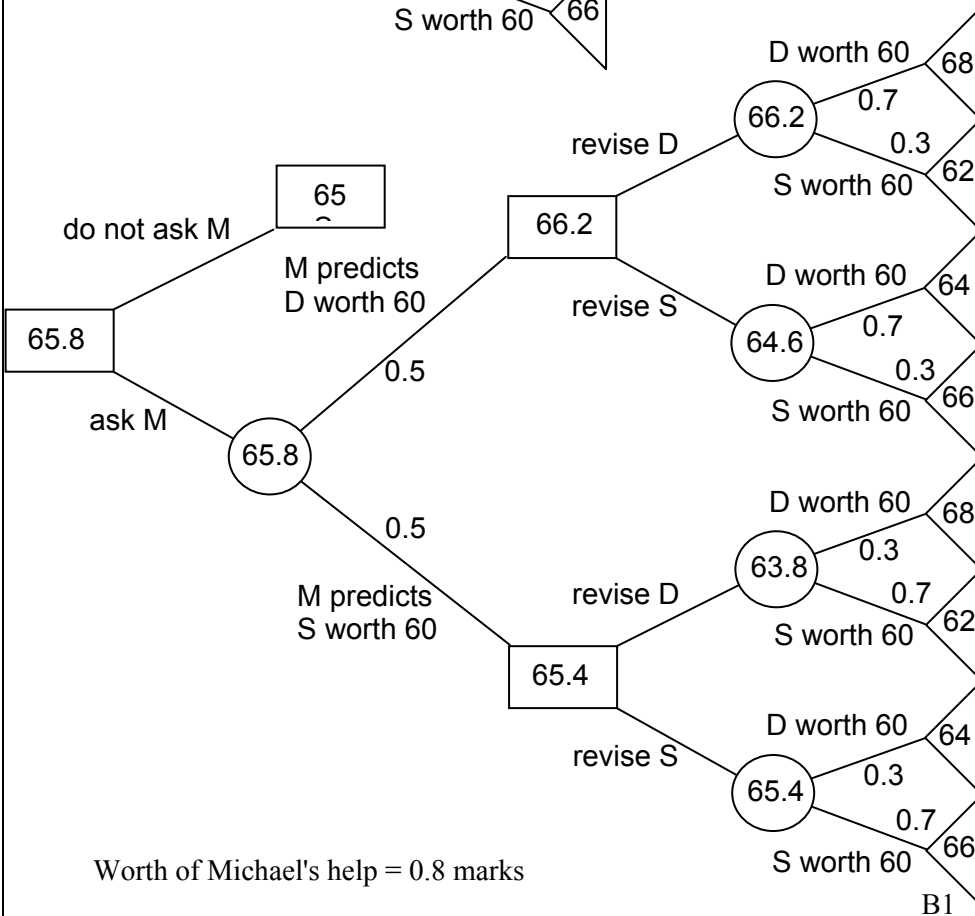 S worth 60 66
D worth 60 68
66.2 0.7
revise D 0.3
S worth 60 62
65
do not ask M
66.2
M predicts
D worth 60
D worth 60 64
revise S 0.7
65.8 64.6
0.5 0.3
S worth 60 66
ask M
65.8
D worth 60 68
0.5 0.3
63.8
M predicts revise D 0.7
S worth 60 S worth 60 62
65.4
D worth 60 64
revise S 0.3
65.4
0.7
S worth 60 66
Worth of Michael's help = 0.8 marks
B1